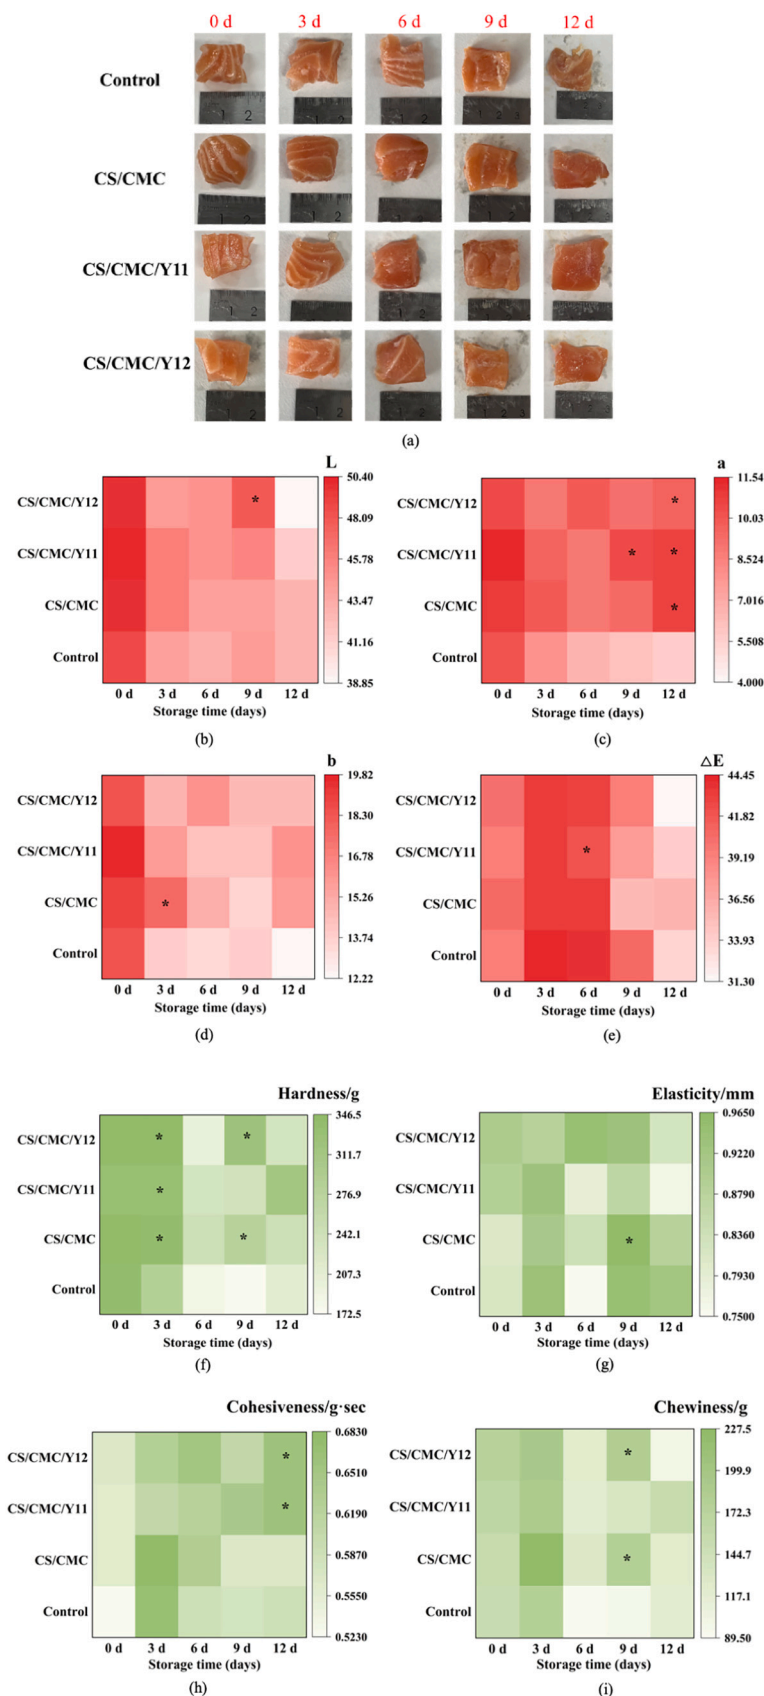 0 d 3 d 6 d 9 d 12 d
Control
CS/CMC
CS/CMC/Y11
CS/CMC/Y12
(a)
L
CS/CMC/Y12
CS/CMC/Y11
CS/CMC
Control
*
50.40
48.09
45.78
43.47
41.16
38.85
0 d 3 d 6 d 9 d 12 d
Storage time (days)
(b)
a
CS/CMC/Y12
CS/CMC/Y11
CS/CMC
Control
*
* *
*
11.54
10.03
8.524
7.016
5.508
4.000
0 d 3 d 6 d 9 d 12 d
Storage time (days)
(c)
b
CS/CMC/Y12
CS/CMC/Y11
CS/CMC
Control
*
19.82
18.30
16.78
15.26
13.74
12.22
0 d 3 d 6 d 9 d 12 d
Storage time (days)
(d)
△E
CS/CMC/Y12
CS/CMC/Y11
CS/CMC
Control
*
44.45
41.82
39.19
36.56
33.93
31.30
0 d 3 d 6 d 9 d 12 d
Storage time (days)
(e)
Hardness/g
CS/CMC/Y12
CS/CMC/Y11
CS/CMC
Control
* *
*
* *
346.5
311.7
276.9
242.1
207.3
172.5
0 d 3 d 6 d 9 d 12 d
Storage time (days)
(f)
Elasticity/mm
CS/CMC/Y12
CS/CMC/Y11
CS/CMC
Control
*
0.9650
0.9220
0.8790
0.8360
0.7930
0.7500
0 d 3 d 6 d 9 d 12 d
Storage time (days)
(g)
Cohesiveness/g·sec
CS/CMC/Y12
CS/CMC/Y11
CS/CMC
Control
*
*
0.6830
0.6510
0.6190
0.5870
0.5550
0.5230
0 d 3 d 6 d 9 d 12 d
Storage time (days)
(h)
Chewiness/g
CS/CMC/Y12
CS/CMC/Y11
CS/CMC
Control
*
*
227.5
199.9
172.3
144.7
117.1
89.50
0 d 3 d 6 d 9 d 12 d
Storage time (days)
(i)